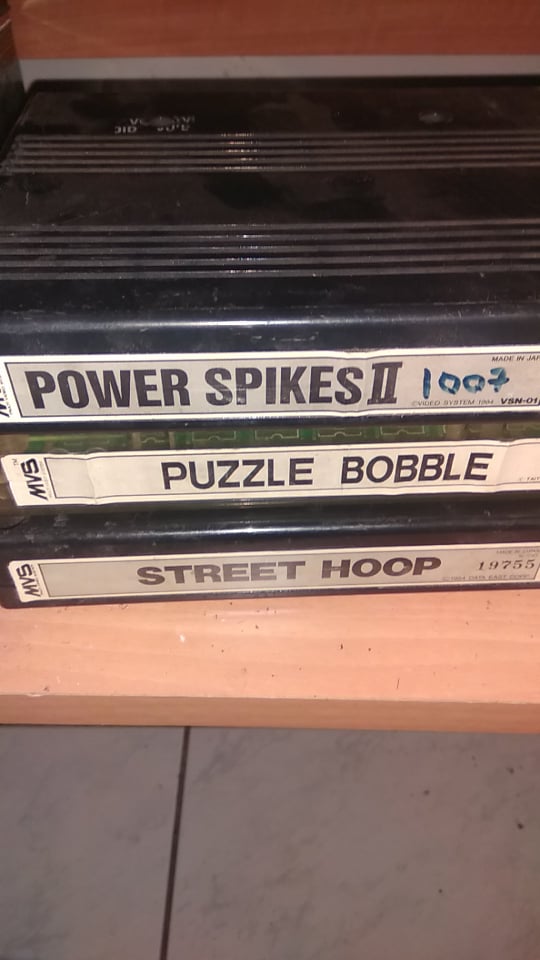 MADE IN JAP
POWER SPIKES II 1007
©VIDEO SYSTEM 1994 VSN-01
MVS
PUZZLE BOBBLE
MVS
STREET HOOP 19755
©1994 DATA EAST CORP.